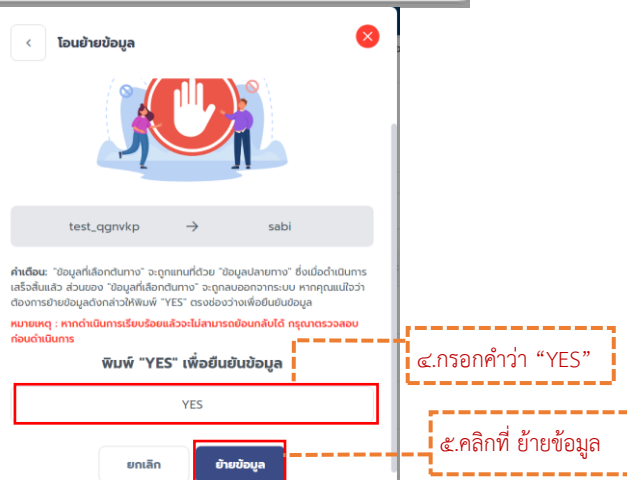 โอนย้ายข้อมูล
test_qgnvkp → sabi
คำเตือน: "ข้อมูลที่เลือกต้นทาง" จะถูกแทนที่ด้วย "ข้อมูลปลายทาง" ซึ่งเมื่อดำเนินการ
เสร็จสิ้นแล้ว ส่วนของ "ข้อมูลที่เลือกต้นทาง" จะถูกลบออกจากระบบ หากคุณแน่ใจว่า
ต้องการย้ายข้อมูลดังกล่าวให้พิมพ์ "YES" ตรงช่องว่างเพื่อยืนยันข้อมูล
หมายเหตุ : หากดำเนินการเรียบร้อยแล้วจะไม่สามารถย้อนกลับได้ กรุณาตรวจสอบ
ก่อนดำเนินการ
พิมพ์ "YES" เพื่อยืนยันข้อมูล
๔.กรอกคำว่า “YES”
YES
๕.คลิกที่ ย้ายข้อมูล
ยกเลิก
ย้ายข้อมูล